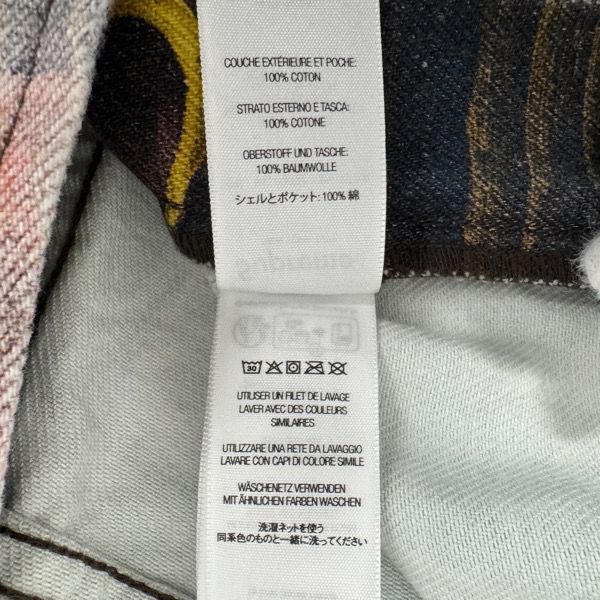 COUCHE EXTÉRIEURE ET POCHE:
100% COTON
STRATO ESTERNO E TASCA:
100% COTONE
OBERSTOFF UND TASCHE:
100% BAUMWOLLE
シェルとポケット:100% 綿
Supreme
30
UTILISER UN FILET DE LAVAGE
LAVER AVEC DES COULEURS
SIMILAIRES
UTILIZZARE UNA RETE DA LAVAGGIO
LAVARE CON CAPI DI COLORE SIMILE
WÄSCHENETZ VERWENDEN
MIT ÄHNLICHEN FARBEN WASCHEN
洗濯ネットを使う
同系色のものと一緒に洗ってください